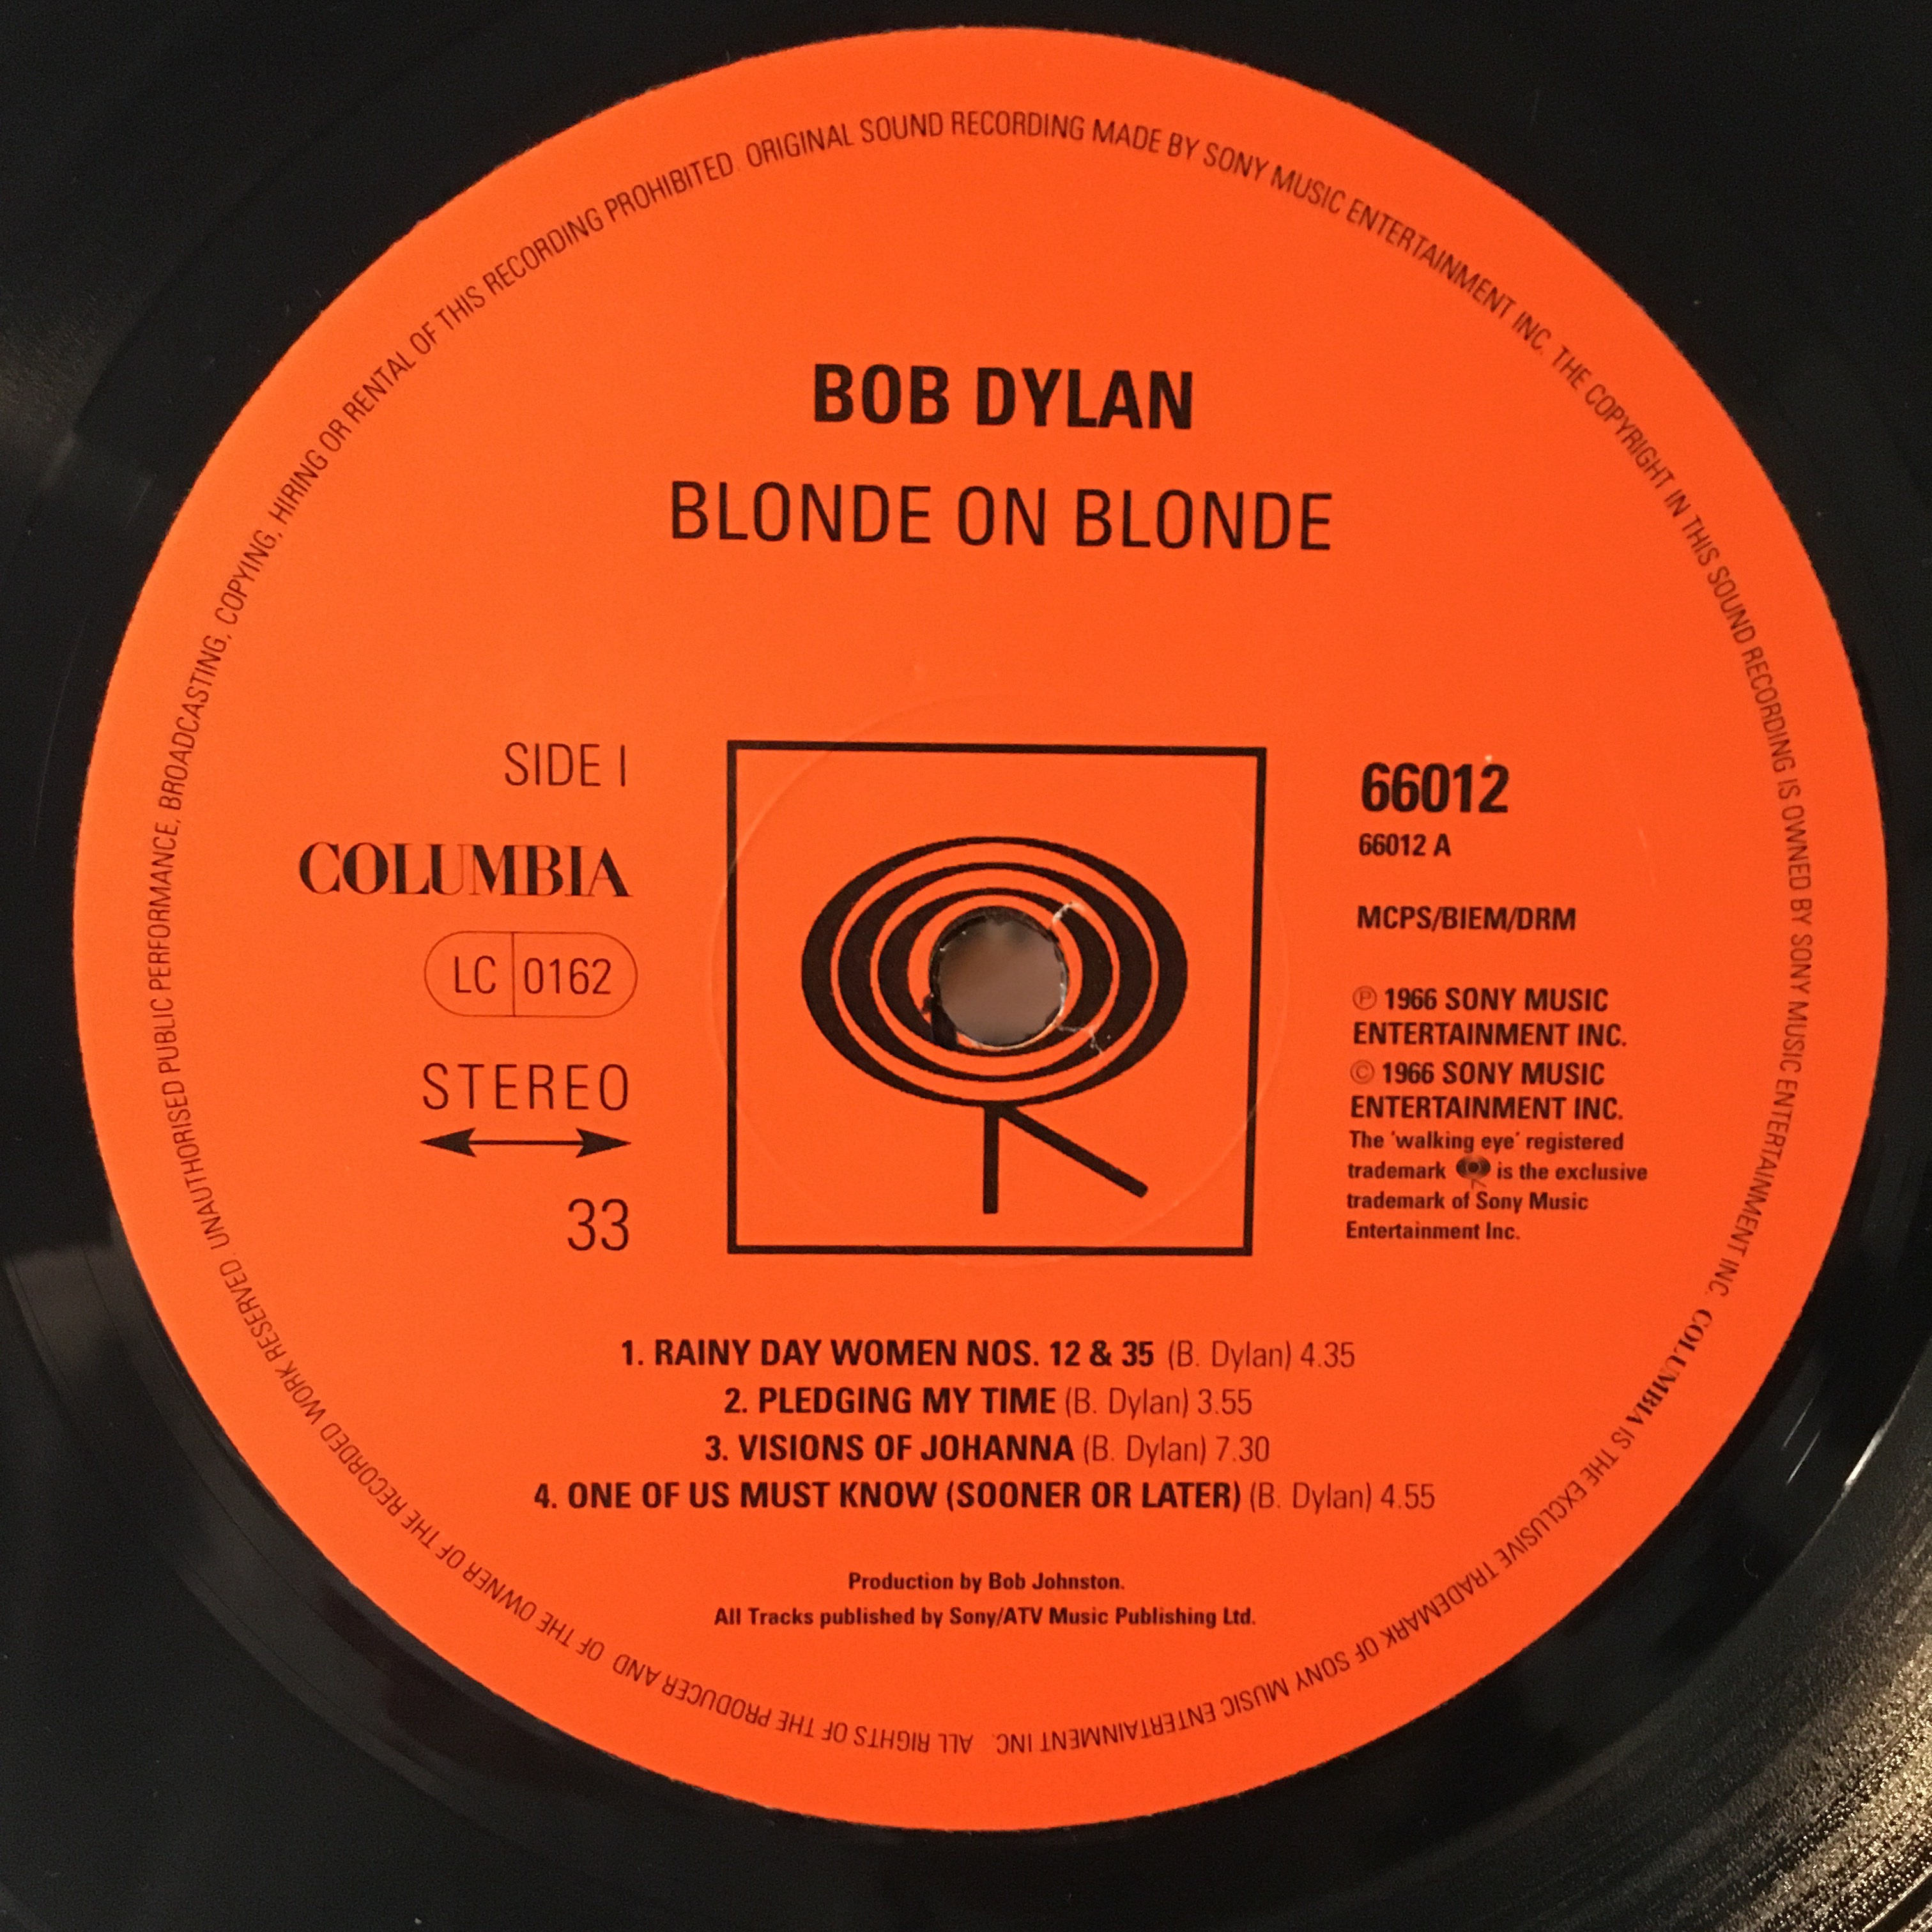 BOB DYLAN
BLONDE ON BLONDE
SIDE I
COLUMBIA
LC 0162
STEREO
33
66012
66012 A
MCPS/BIEM/DRM
Ⓟ 1966 SONY MUSIC
ENTERTAINMENT INC.
© 1966 SONY MUSIC
ENTERTAINMENT INC.
The 'walking eye' registered
trademark is the exclusive
trademark of Sony Music
Entertainment Inc.
1. RAINY DAY WOMEN NOS. 12 & 35 (B. Dylan) 4.35
2. PLEDGING MY TIME (B. Dylan) 3.55
3. VISIONS OF JOHANNA (B. Dylan) 7.30
4. ONE OF US MUST KNOW (SOONER OR LATER) (B. Dylan) 4.55
Production by Bob Johnston.
All Tracks published by Sony/ATV Music Publishing Ltd.
ALL RIGHTS OF THE PRODUCER AND OF THE OWNER OF THE RECORDED WORK RESERVED. UNAUTHORISED PUBLIC PERFORMANCE, BROADCASTING, COPYING, HIRING OR RENTAL OF THIS RECORDING PROHIBITED. ORIGINAL SOUND RECORDING MADE BY SONY MUSIC ENTERTAINMENT INC. THE COPYRIGHT IN THIS SOUND RECORDING IS OWNED BY SONY MUSIC ENTERTAINMENT INC. COLUMBIA IS THE EXCLUSIVE TRADEMARK OF SONY MUSIC ENTERTAINMENT INC.